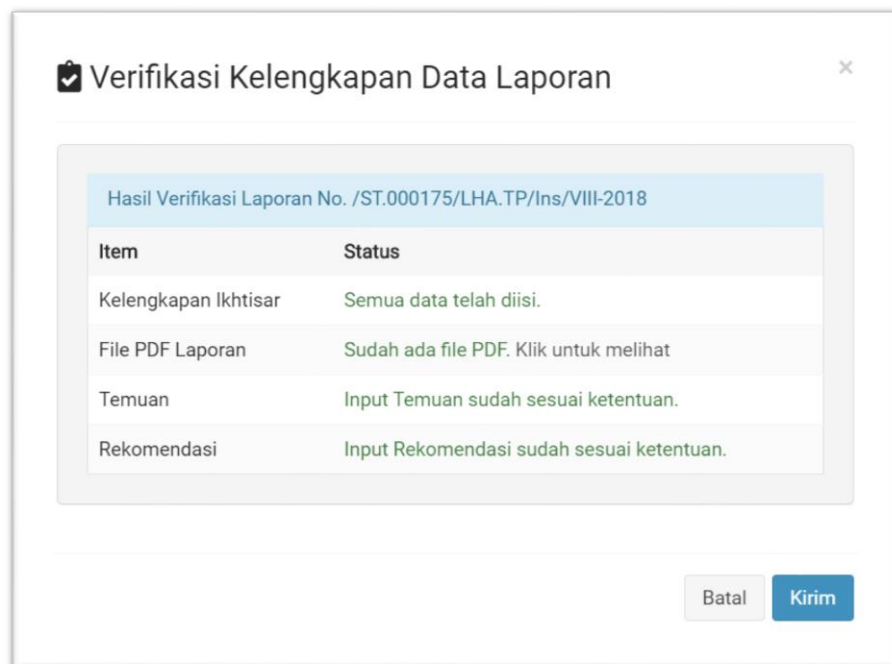 Verifikasi Kelengkapan Data Laporan ×
Hasil Verifikasi Laporan No. /ST.000175/LHA.TP/Ins/VIII-2018
Item Status
Kelengkapan Ikhtisar Semua data telah diisi.
File PDF Laporan Sudah ada file PDF. Klik untuk melihat
Temuan Input Temuan sudah sesuai ketentuan.
Rekomendasi Input Rekomendasi sudah sesuai ketentuan.
Batal Kirim